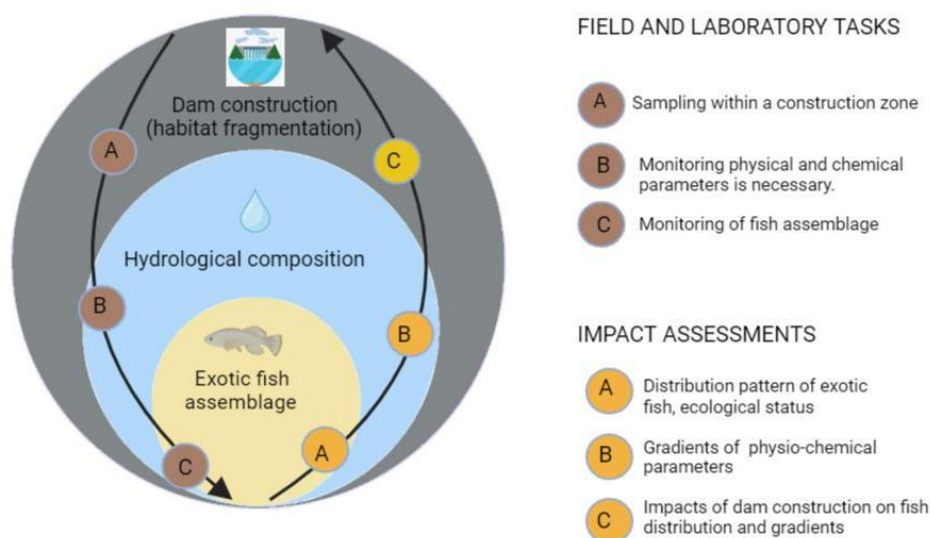 Dam construction
(habitat fragmentation)
A
C
Hydrological composition
B
B
Exotic fish
assemblage
A
C
FIELD AND LABORATORY TASKS
A Sampling within a construction zone
B Monitoring physical and chemical
parameters is necessary.
C Monitoring of fish assemblage
IMPACT ASSESSMENTS
A Distribution pattern of exotic
fish, ecological status
B Gradients of physio-chemical
parameters
C Impacts of dam construction on fish
distribution and gradients